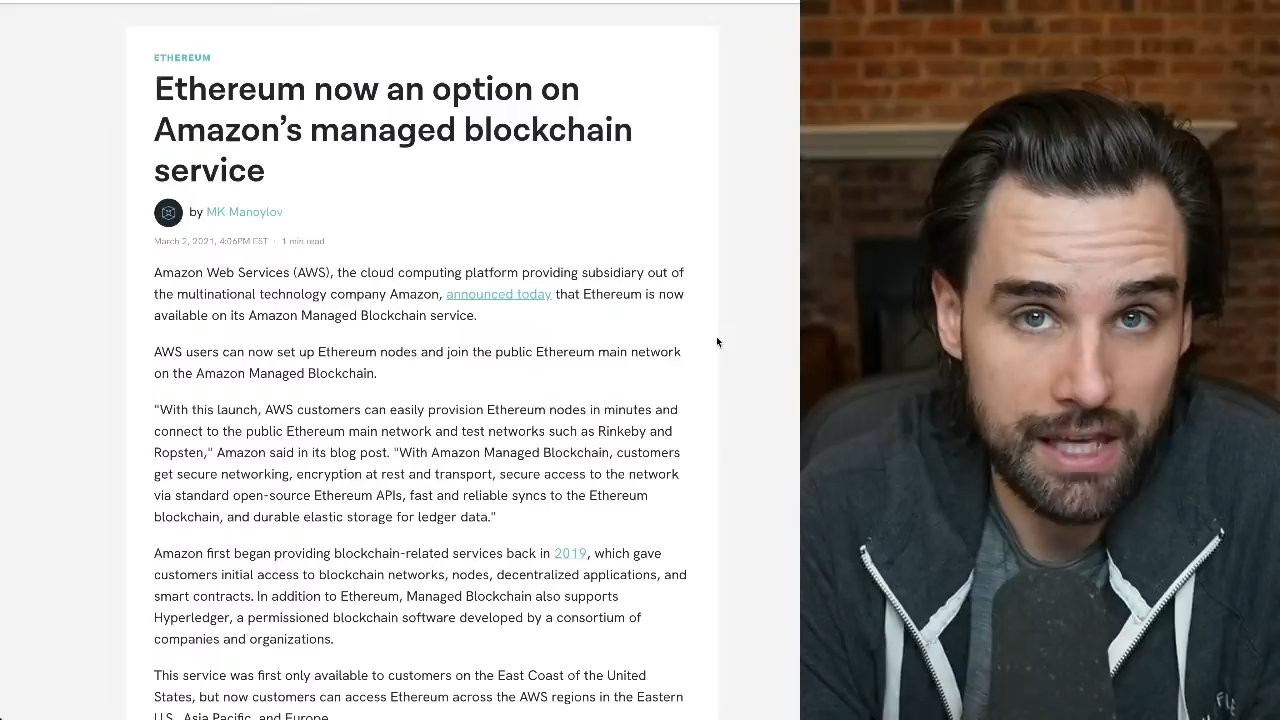 ETHEREUM
Ethereum now an option on
Amazon’s managed blockchain
service
by MK Manoylov
March 2, 2021, 4:06PM EST · 1 min read
Amazon Web Services (AWS), the cloud computing platform providing subsidiary out of
the multinational technology company Amazon, announced today that Ethereum is now
available on its Amazon Managed Blockchain service.
AWS users can now set up Ethereum nodes and join the public Ethereum main network
on the Amazon Managed Blockchain.
"With this launch, AWS customers can easily provision Ethereum nodes in minutes and
connect to the public Ethereum main network and test networks such as Rinkeby and
Ropsten," Amazon said in its blog post. "With Amazon Managed Blockchain, customers
get secure networking, encryption at rest and transport, secure access to the network
via standard open-source Ethereum APIs, fast and reliable syncs to the Ethereum
blockchain, and durable elastic storage for ledger data."
Amazon first began providing blockchain-related services back in 2019, which gave
customers initial access to blockchain networks, nodes, decentralized applications, and
smart contracts. In addition to Ethereum, Managed Blockchain also supports
Hyperledger, a permissioned blockchain software developed by a consortium of
companies and organizations.
This service was first only available to customers on the East Coast of the United
States, but now customers can access Ethereum across the AWS regions in the Eastern
U.S., Asia Pacific, and Europe.